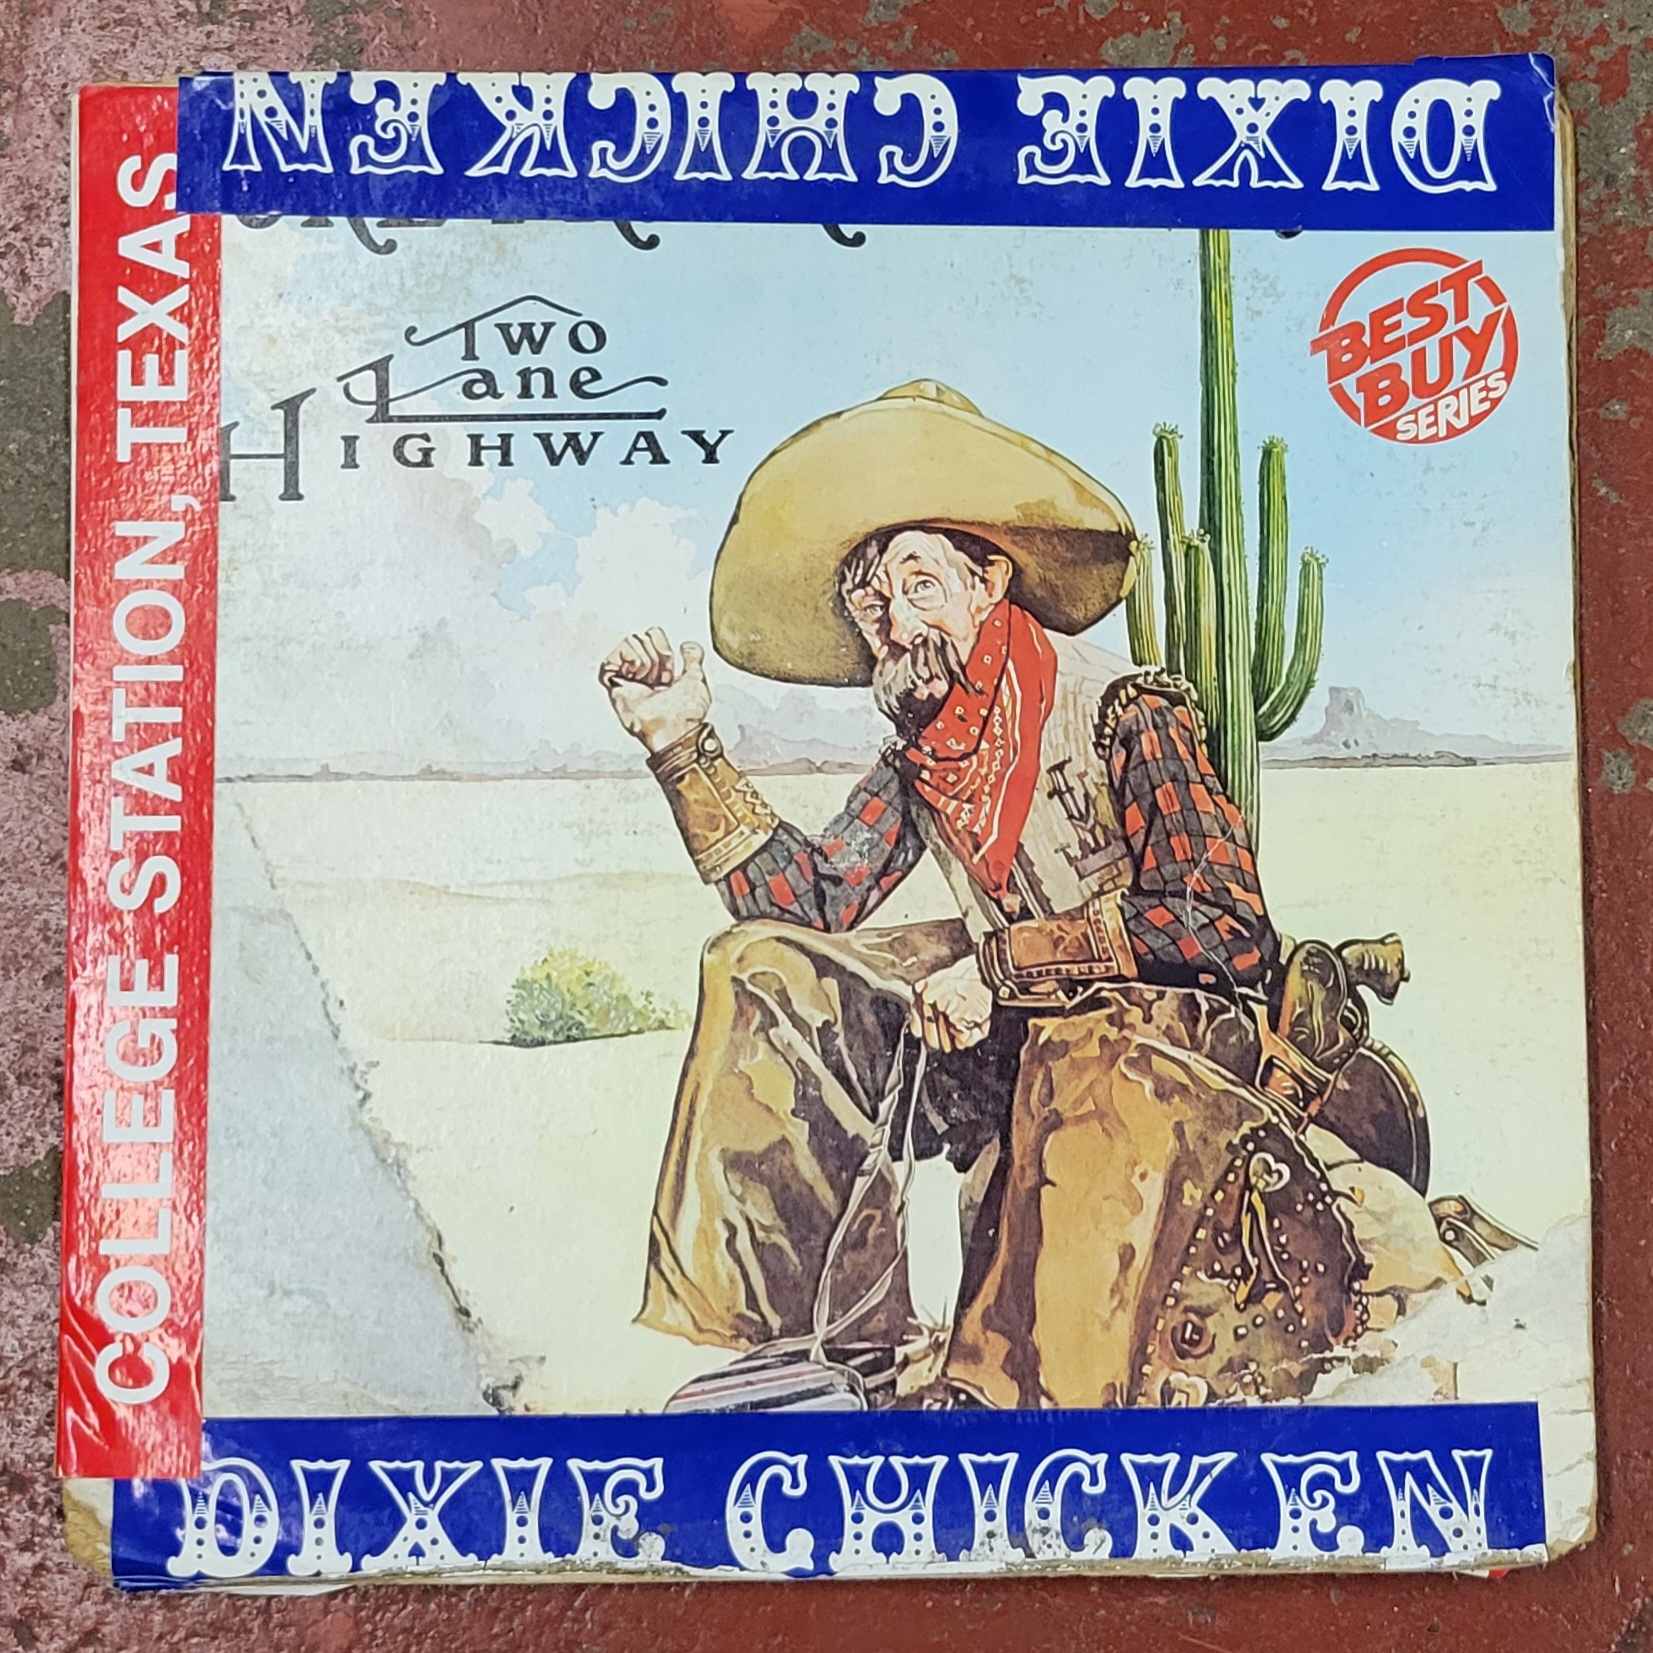 DIXIE CHICKEN
COLLEGE STATION, TEXAS
Two
Lane
HIGHWAY
BEST
BUY
SERIES
DIXIE CHICKEN